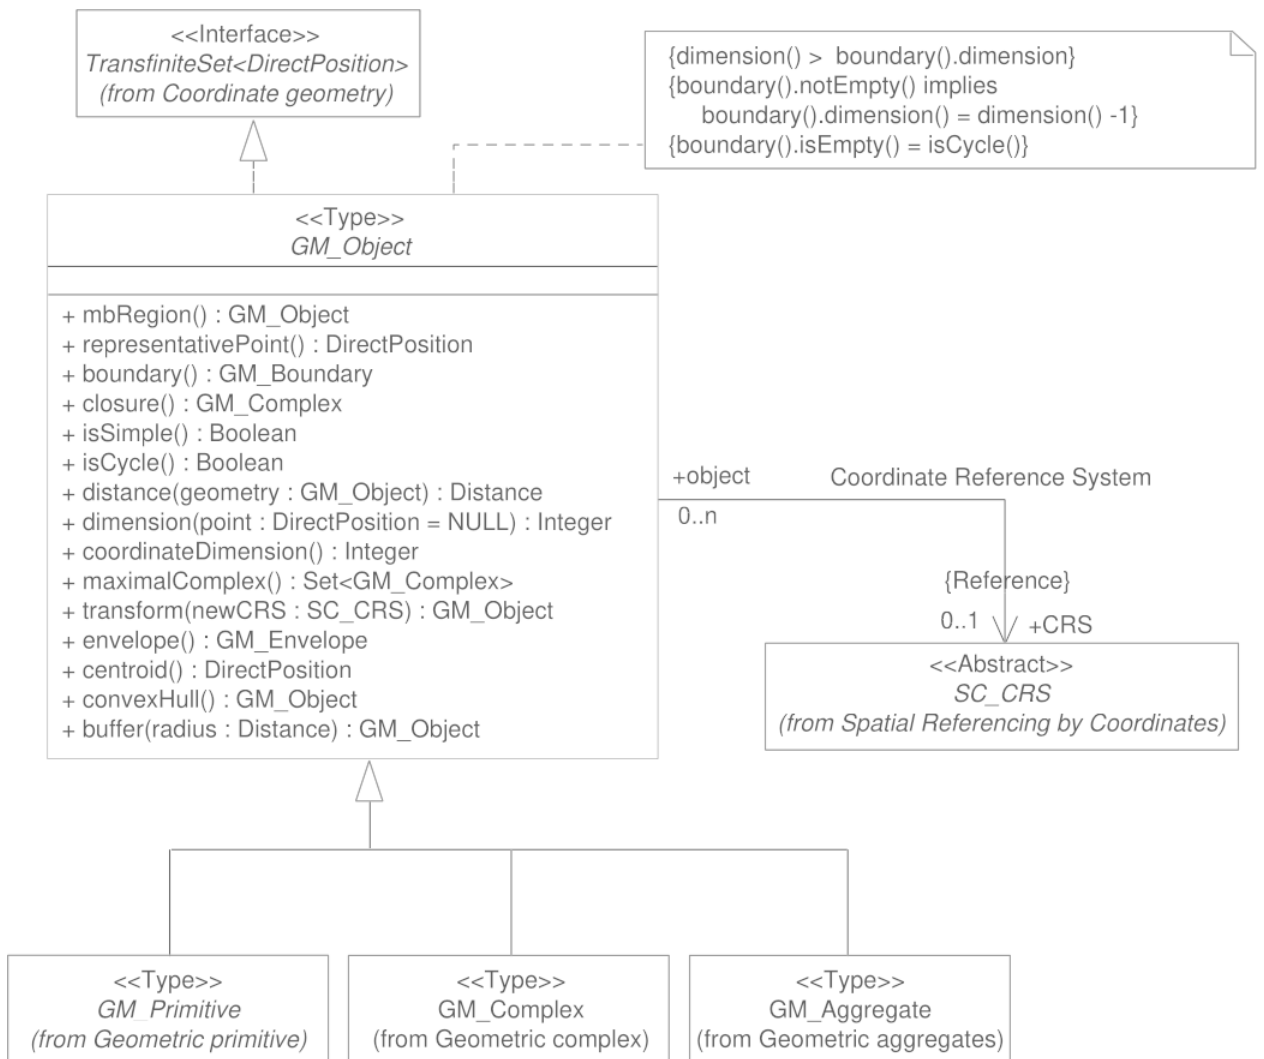 <<Interface>>
TransfiniteSet<DirectPosition>
(from Coordinate geometry)
{dimension() > boundary().dimension}
{boundary().notEmpty() implies
boundary().dimension() = dimension() -1}
{boundary().isEmpty() = isCycle()}
<<Type>>
GM_Object
+ mbRegion() : GM_Object
+ representativePoint() : DirectPosition
+ boundary() : GM_Boundary
+ closure() : GM_Complex
+ isSimple() : Boolean
+ isCycle() : Boolean
+ distance(geometry : GM_Object) : Distance
+ dimension(point : DirectPosition = NULL) : Integer
+ coordinateDimension() : Integer
+ maximalComplex() : Set<GM_Complex>
+ transform(newCRS : SC_CRS) : GM_Object
+ envelope() : GM_Envelope
+ centroid() : DirectPosition
+ convexHull() : GM_Object
+ buffer(radius : Distance) : GM_Object
+object
Coordinate Reference System
0..n
{Reference}
0..1
+CRS
<<Abstract>>
SC_CRS
(from Spatial Referencing by Coordinates)
<<Type>>
GM_Primitive
(from Geometric primitive)
<<Type>>
GM_Complex
(from Geometric complex)
<<Type>>
GM_Aggregate
(from Geometric aggregates)